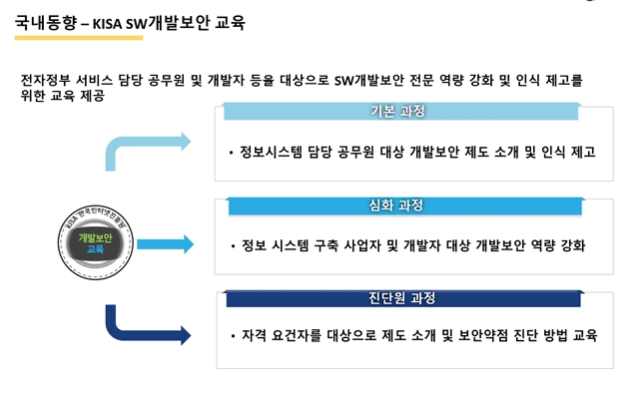 국내동향 – KISA SW개발보안 교육
전자정부 서비스 담당 공무원 및 개발자 등을 대상으로 SW개발보안 전문 역량 강화 및 인식 제고를
위한 교육 제공
기본 과정
• 정보시스템 담당 공무원 대상 개발보안 제도 소개 및 인식 제고
KISA 한국인터넷진흥원
개발보안
교육
심화 과정
• 정보 시스템 구축 사업자 및 개발자 대상 개발보안 역량 강화
진단원 과정
• 자격 요건자를 대상으로 제도 소개 및 보안약점 진단 방법 교육